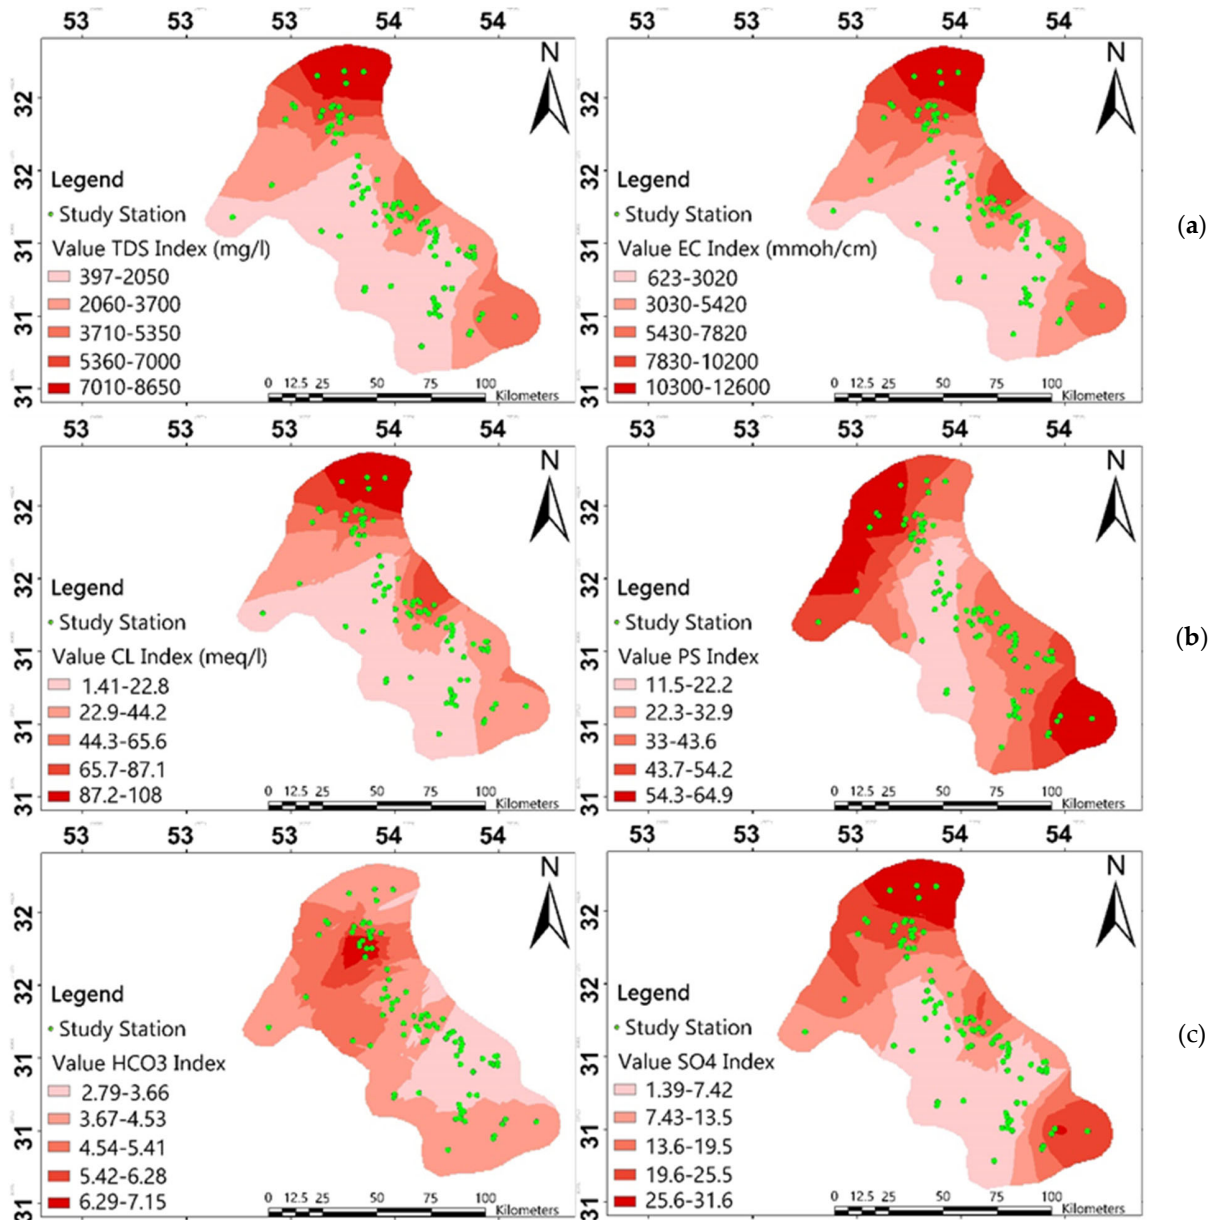 53 53 54 54
32
32
31
31
31
N
Legend
Study Station
Value TDS Index (mg/l)
397-2050
2060-3700
3710-5350
5360-7000
7010-8650
0 12.5 25 50 75 100
Kilometers
53 53 54 54
32
32
31
31
31
N
Legend
Study Station
Value EC Index (mmoh/cm)
623-3020
3030-5420
5430-7820
7830-10200
10300-12600
0 12.5 25 50 75 100
Kilometers
(a)
53 53 54 54
32
32
31
31
31
N
Legend
Study Station
Value CL Index (meq/l)
1.41-22.8
22.9-44.2
44.3-65.6
65.7-87.1
87.2-108
0 12.5 25 50 75 100
Kilometers
53 53 54 54
32
32
31
31
31
N
Legend
Study Station
Value PS Index
11.5-22.2
22.3-32.9
33-43.6
43.7-54.2
54.3-64.9
0 12.5 25 50 75 100
Kilometers
(b)
53 53 54 54
32
32
31
31
31
N
Legend
Study Station
Value HCO3 Index
2.79-3.66
3.67-4.53
4.54-5.41
5.42-6.28
6.29-7.15
0 12.5 25 50 75 100
Kilometers
53 53 54 54
32
32
31
31
31
N
Legend
Study Station
Value SO4 Index
1.39-7.42
7.43-13.5
13.6-19.5
19.6-25.5
25.6-31.6
0 12.5 25 50 75 100
Kilometers
(c)